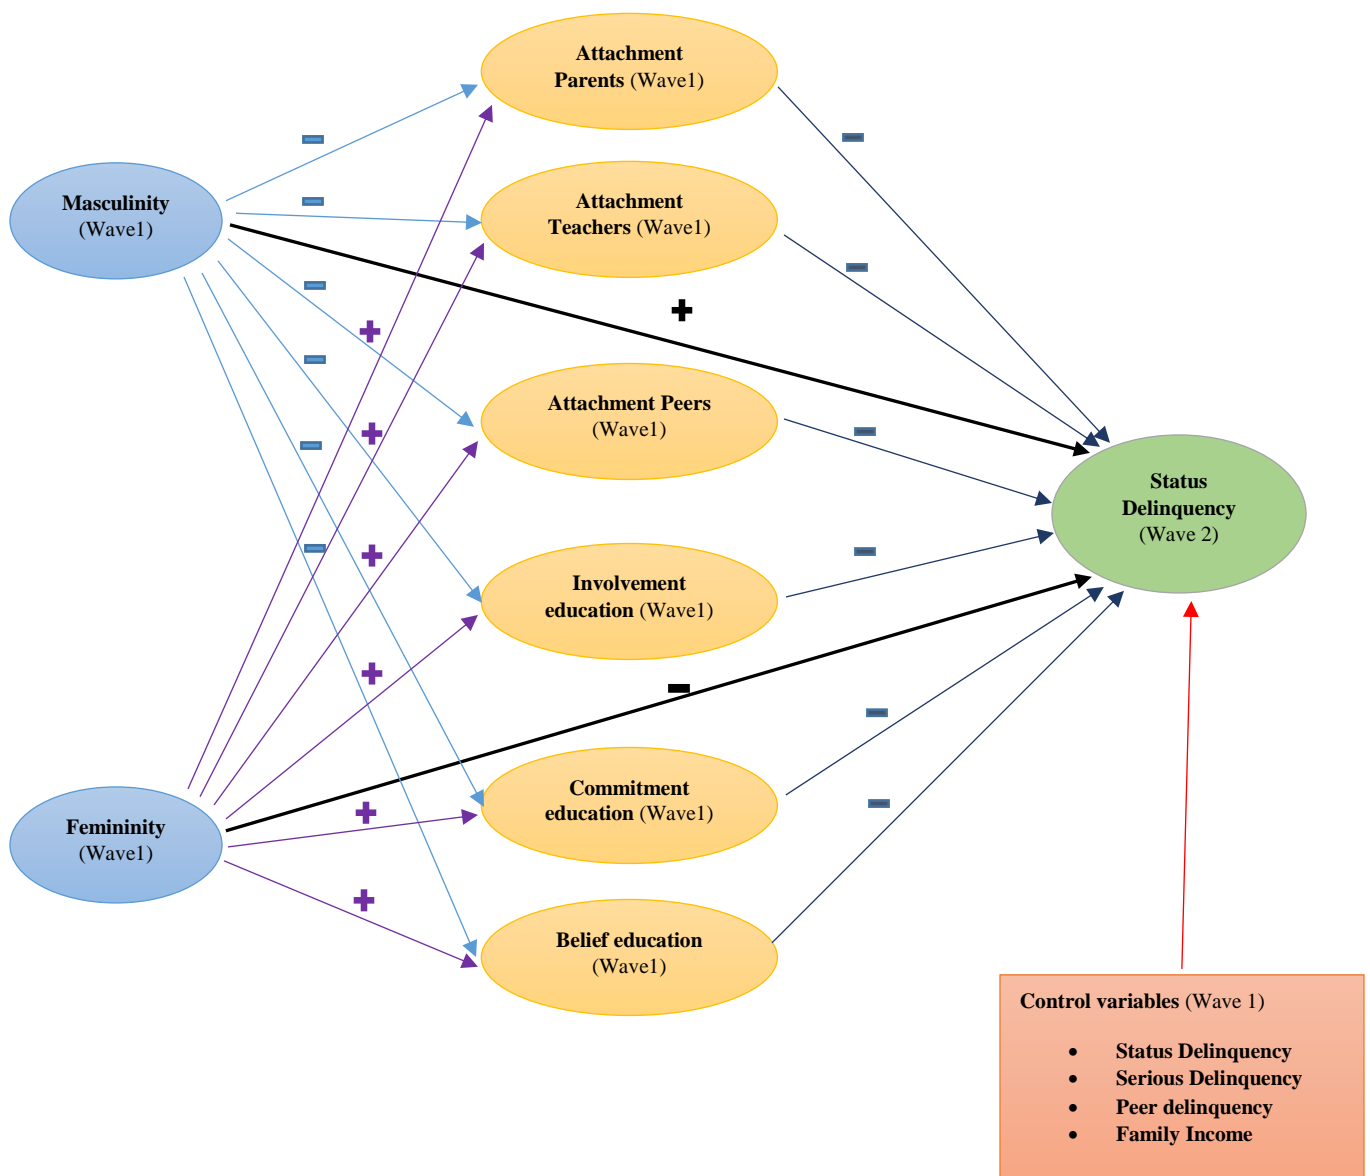 Attachment
Parents (Wave1)
Masculinity
(Wave1)
Attachment
Teachers (Wave1)
+
+
Attachment Peers
(Wave1)
+
Status
Delinquency
(Wave 2)
+
Involvement
education (Wave1)
+
Commitment
education (Wave1)
Femininity
(Wave1)
+
+
Belief education
(Wave1)
Control variables (Wave 1)
• Status Delinquency
• Serious Delinquency
• Peer delinquency
• Family Income